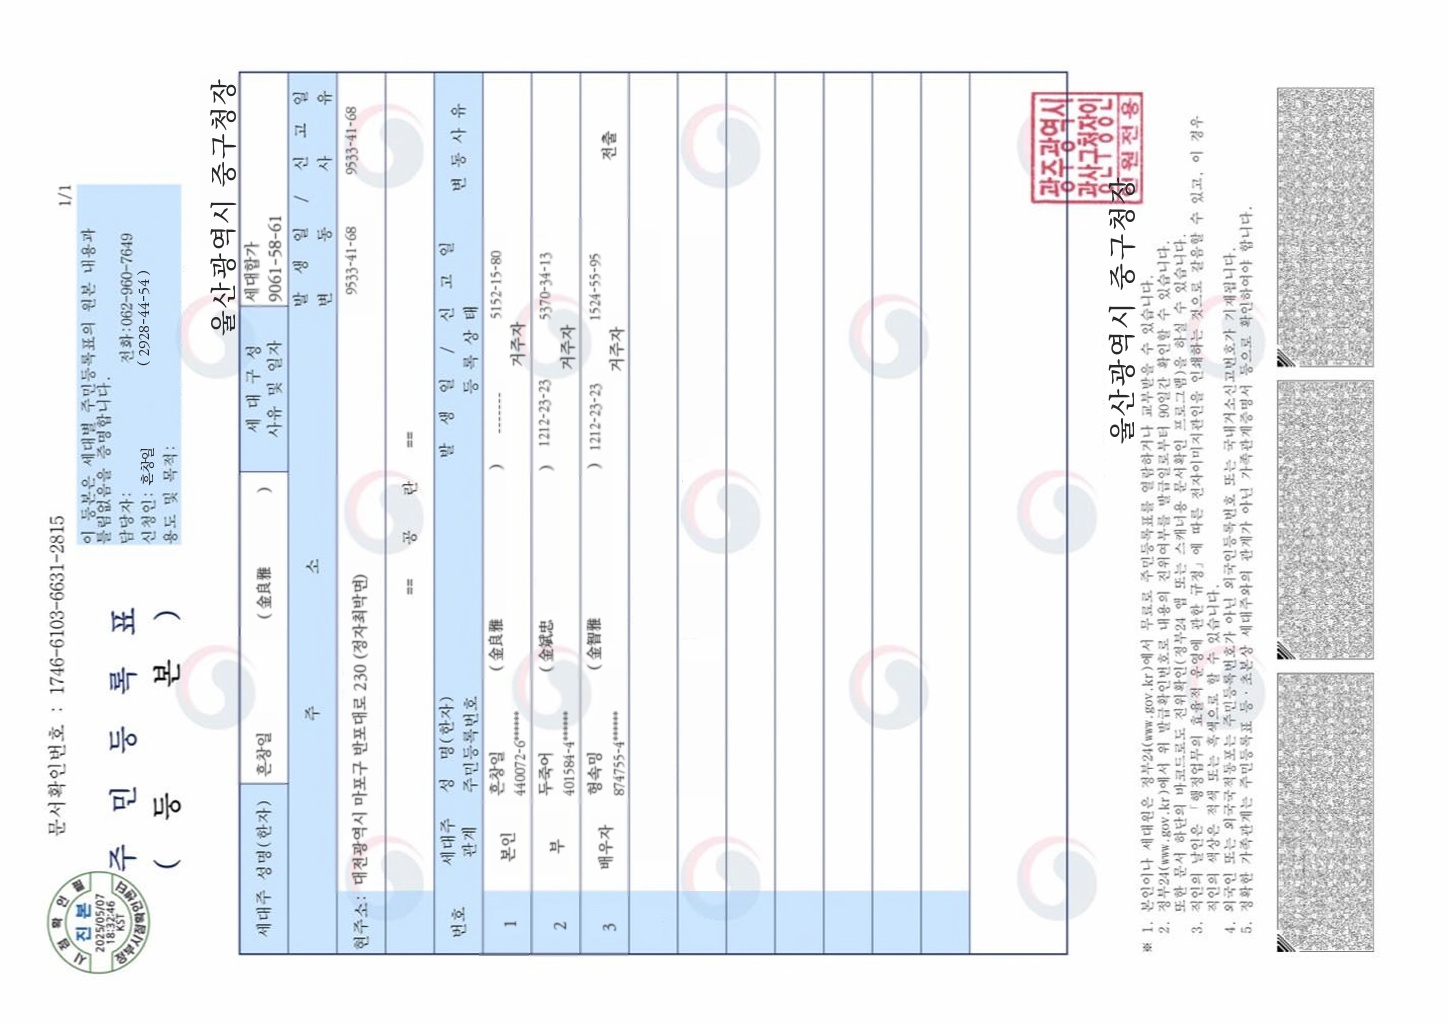 문서확인번호 : 1746-6103-6631-2815
1/1
시 점 확 인 필
진 본
2025/05/07
18:32:46
KST
정부시점확인센터
주 민 등 록 표
( 등 본 )
이 등본은 세대별 주민등록표의 원본 내용과
틀림없음을 증명합니다.
담당자: 전화:062-960-7649
신청인: 흔창일 ( 2928-44-54 )
용도 및 목적:
울산광역시 중구청장
세대주 성명(한자) 흔창일 ( 金良雅 )
세 대 구 성
사유 및 일자
세대합가
9061-58-61
주 소
발 생 일 / 신 고 일
변 동 사 유
현주소: 대전광역시 마포구 반포대로 230 (정자최박면) 9533-41-68 9533-41-68
== 공 란 ==
번호
세대주
관계
성 명(한자)
주민등록번호
발 생 일 / 신 고 일
등 록 상 태
변 동 사 유
1 본인 흔창일 ( 金良雅 ) ------- 5152-15-80
440072-6****** 거주자
2 부 두죽어 ( 金斌忠 ) 1212-23-23 5370-34-13
401584-4****** 거주자
3 배우자 형속밍 ( 金智雅 ) 1212-23-23 1524-55-95 전출
874755-4****** 거주자
울산광역시 중구청장
광주광역시
광산구청장인
민원전용
※ 1. 본인이나 세대원은 정부24(www.gov.kr)에서 무료로 주민등록표를 열람하거나 교부받을 수 있습니다.
2. 정부24(www.gov.kr)에서 위 발급확인번호로 내용의 진위여부를 발급일로부터 90일간 확인할 수 있습니다.
또한 문서 하단의 바코드로도 진위확인(정부24 앱 또는 스캐너용 문서확인 프로그램)을 하실 수 있습니다.
3. 직인의 날인은 「행정업무의 효율적 운영에 관한 규정」에 따른 전자이미지관인을 인쇄하는 것으로 갈음할 수 있고, 이 경우
직인의 색상은 적색 또는 흑색으로 할 수 있습니다.
4. 외국인 또는 외국국적동포는 주민등록번호가 아닌 외국인등록번호 또는 국내거소신고번호가 기재됩니다.
5. 정확한 가족관계는 주민등록표 등·초본상 세대주와의 관계가 아닌 가족관계증명서 등으로 확인하여야 합니다.